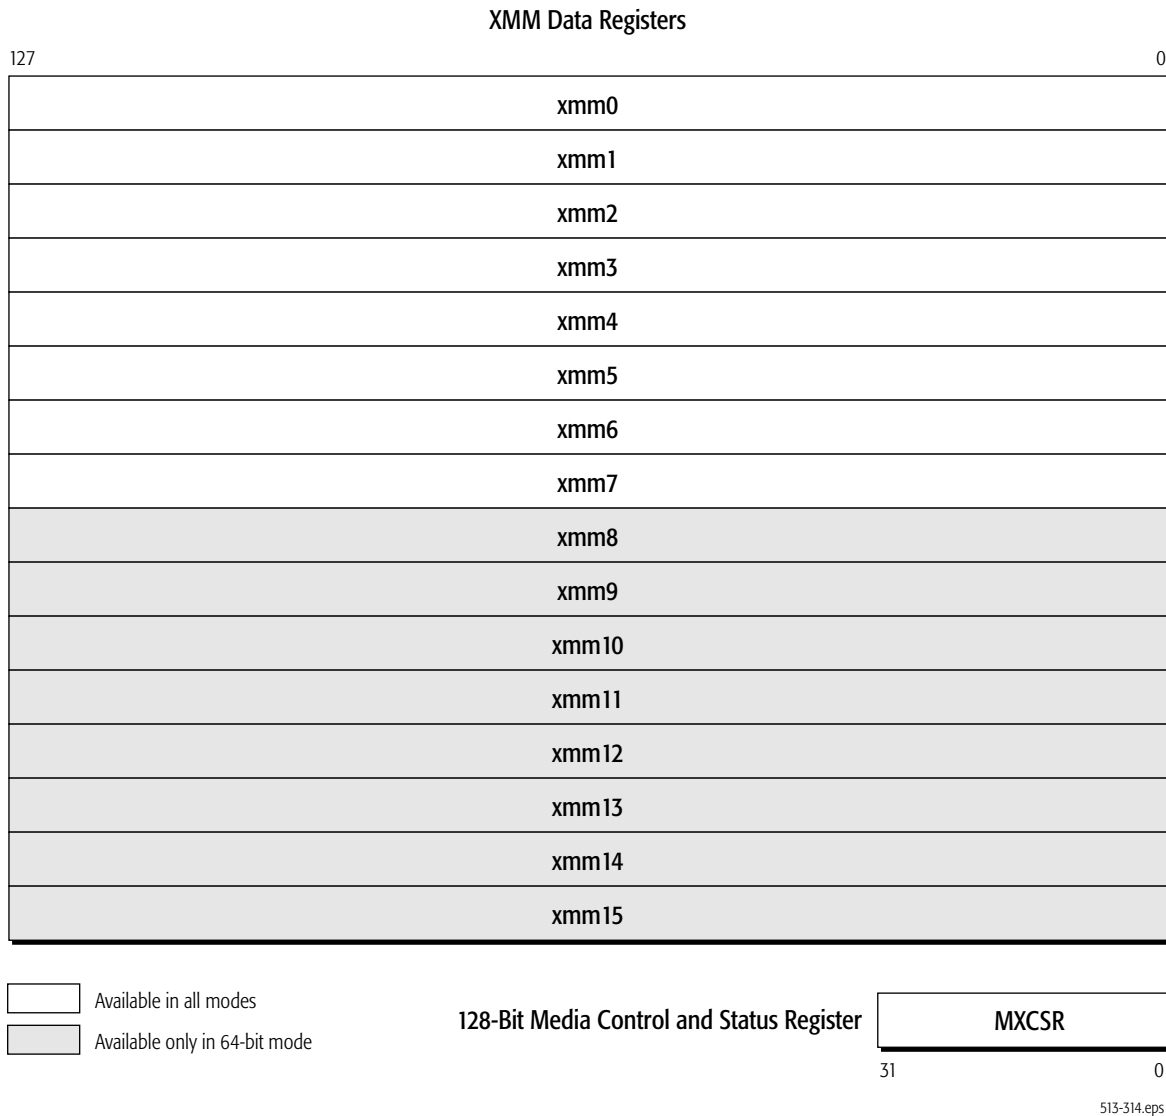 XMM Data Registers
127 0
xmm0
xmm1
xmm2
xmm3
xmm4
xmm5
xmm6
xmm7
xmm8
xmm9
xmm10
xmm11
xmm12
xmm13
xmm14
xmm15
Available in all modes
Available only in 64-bit mode
128-Bit Media Control and Status Register
MXCSR
31 0
513-314.eps